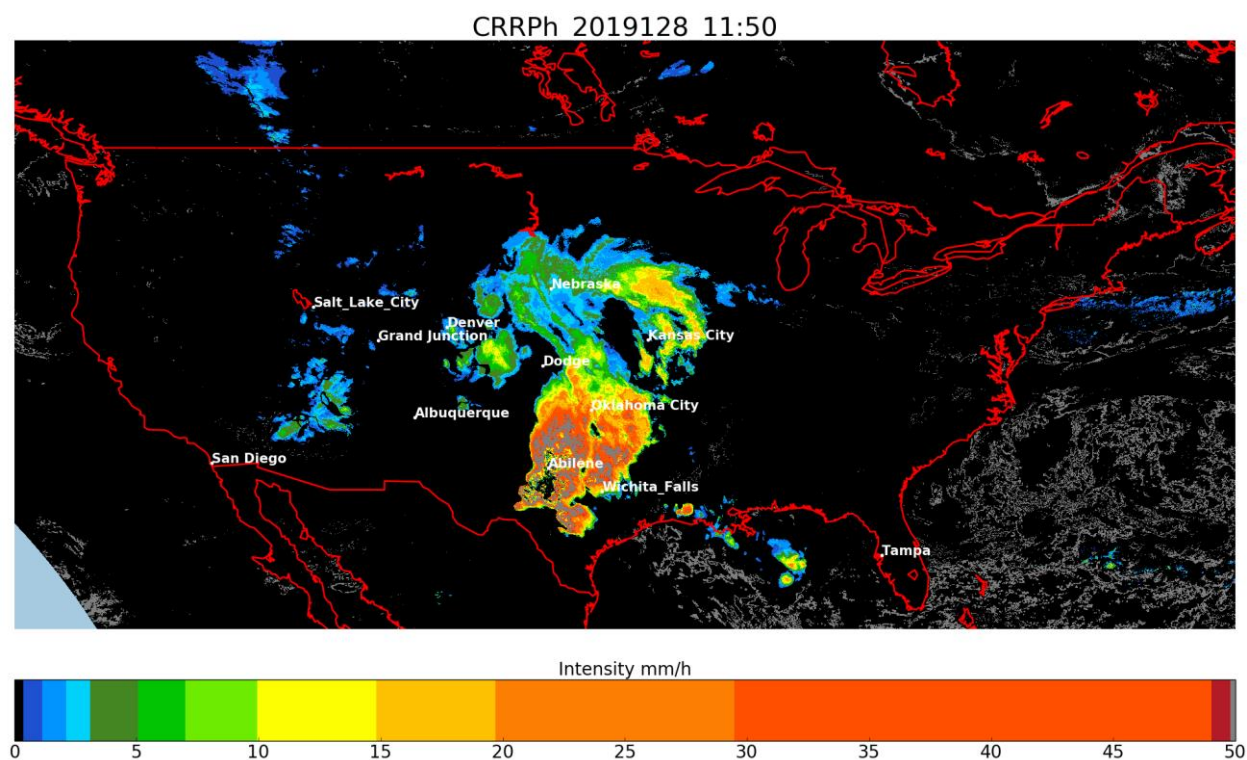 CRRPh 2019128 11:50
Nebraska
Salt_Lake_City
Denver
Grand Junction
Kansas City
Dodge
Oklahoma City
Albuquerque
San Diego
Abilene
Wichita_Falls
Tampa
Intensity mm/h
0 5 10 15 20 25 30 35 40 45 50